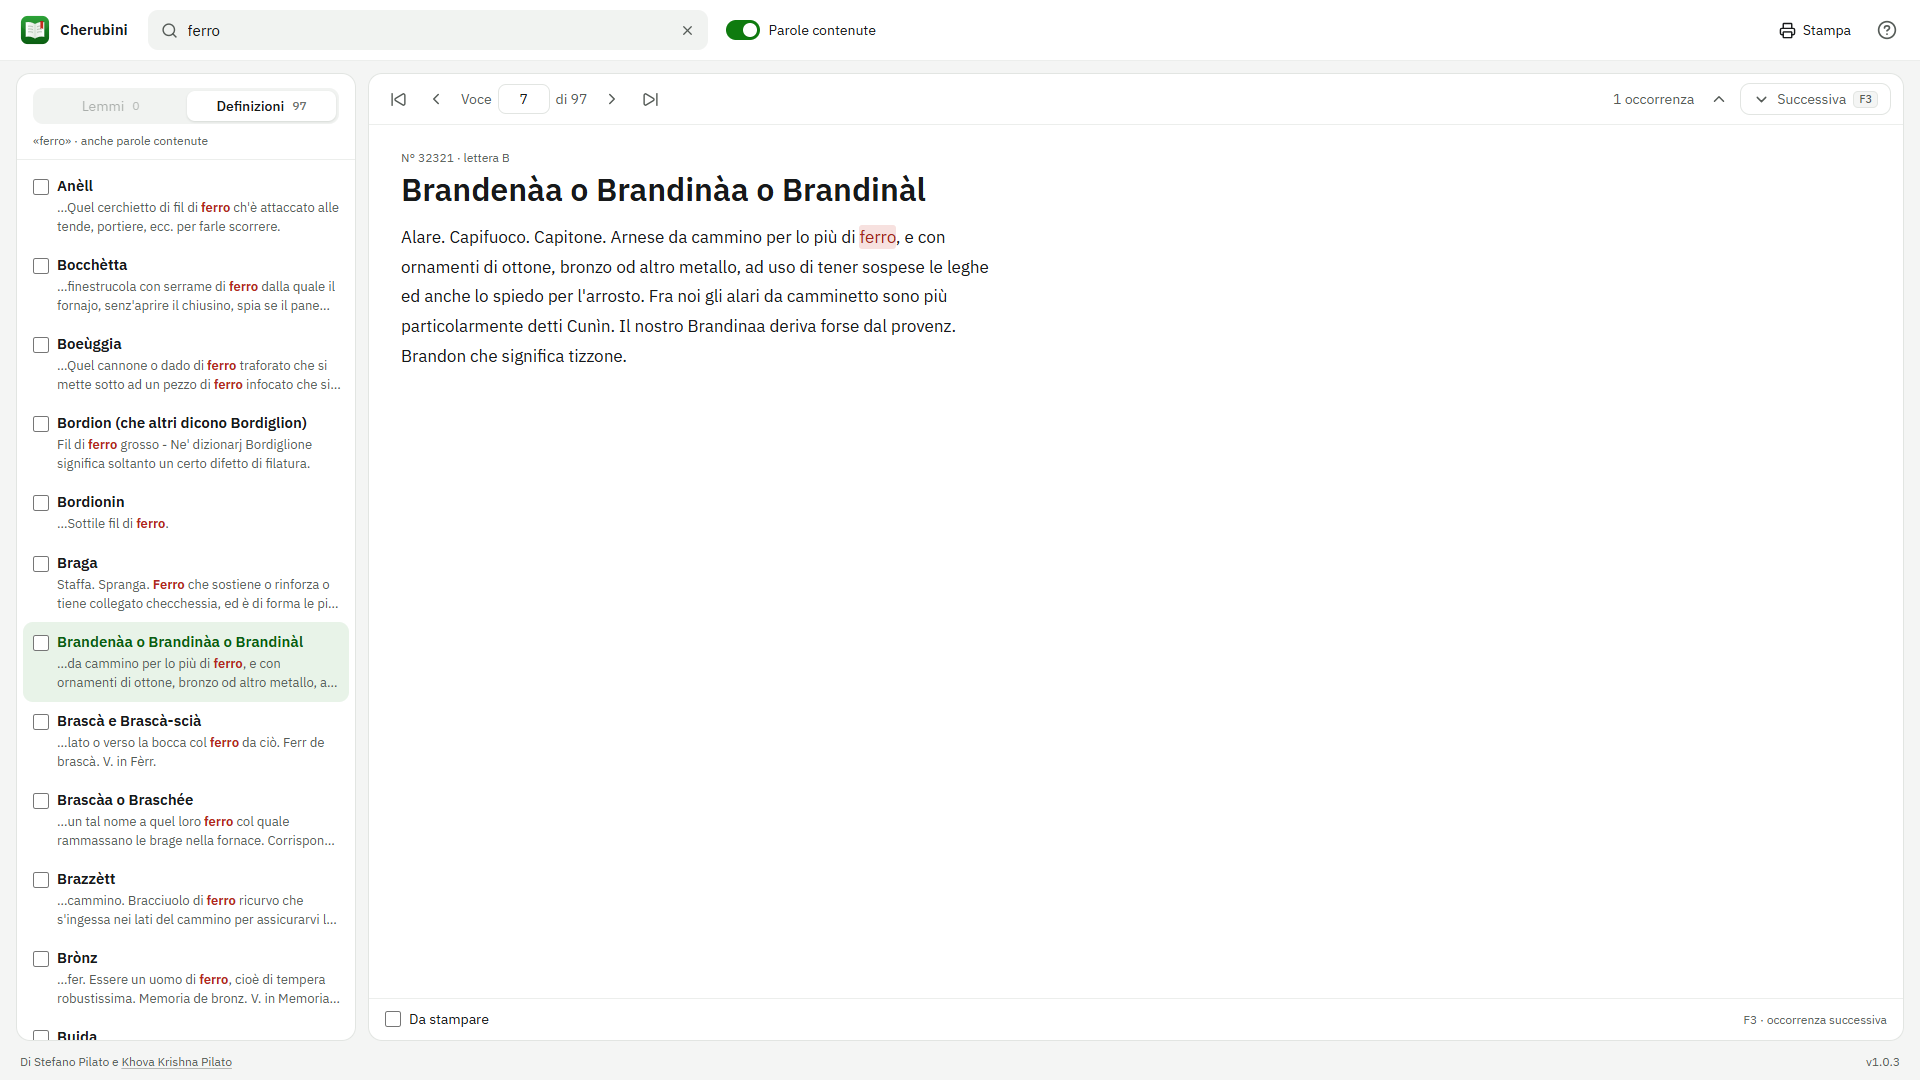 Cherubini
ferro
Parole contenute
Stampa
Lemmi 0
Definizioni 97
«ferro» · anche parole contenute
Anèll
...Quel cerchietto di fil di ferro ch'è attaccato alle
tende, portiere, ecc. per farle scorrere.
Bocchètta
...finestrucola con serrame di ferro dalla quale il
fornajo, senz'aprire il chiusino, spia se il pane...
Boeùggia
...Quel cannone o dado di ferro traforato che si
mette sotto ad un pezzo di ferro infocato che si...
Bordion (che altri dicono Bordiglion)
Fil di ferro grosso - Ne' dizionarj Bordiglione
significa soltanto un certo difetto di filatura.
Bordionin
...Sottile fil di ferro.
Braga
Staffa. Spranga. Ferro che sostiene o rinforza o
tiene collegato checchessia, ed è di forma le pi...
Brandenàa o Brandinàa o Brandinàl
...da cammino per lo più di ferro, e con
ornamenti di ottone, bronzo od altro metallo, a...
Brascà e Brascà-scià
...lato o verso la bocca col ferro da ciò. Ferr de
brascà. V. in Fèrr.
Brascàa o Braschée
...un tal nome a quel loro ferro col quale
rammassano le brage nella fornace. Corrispon...
Brazzètt
...cammino. Bracciuolo di ferro ricurvo che
s'ingessa nei lati del cammino per assicurarvi l...
Brònz
...fer. Essere un uomo di ferro, cioè di tempera
robustissima. Memoria de bronz. V. in Memoria...
Buida
Voce 7 di 97
1 occorrenza
Successiva F3
N° 32321 · lettera B
Brandenàa o Brandinàa o Brandinàl
Alare. Capifuoco. Capitone. Arnese da cammino per lo più di ferro, e con
ornamenti di ottone, bronzo od altro metallo, ad uso di tener sospese le leghe
ed anche lo spiedo per l'arrosto. Fra noi gli alari da camminetto sono più
particolarmente detti Cunìn. Il nostro Brandinaa deriva forse dal provenz.
Brandon che significa tizzone.
Da stampare
F3 · occorrenza successiva
Di Stefano Pilato e Khova Krishna Pilato
v1.0.3